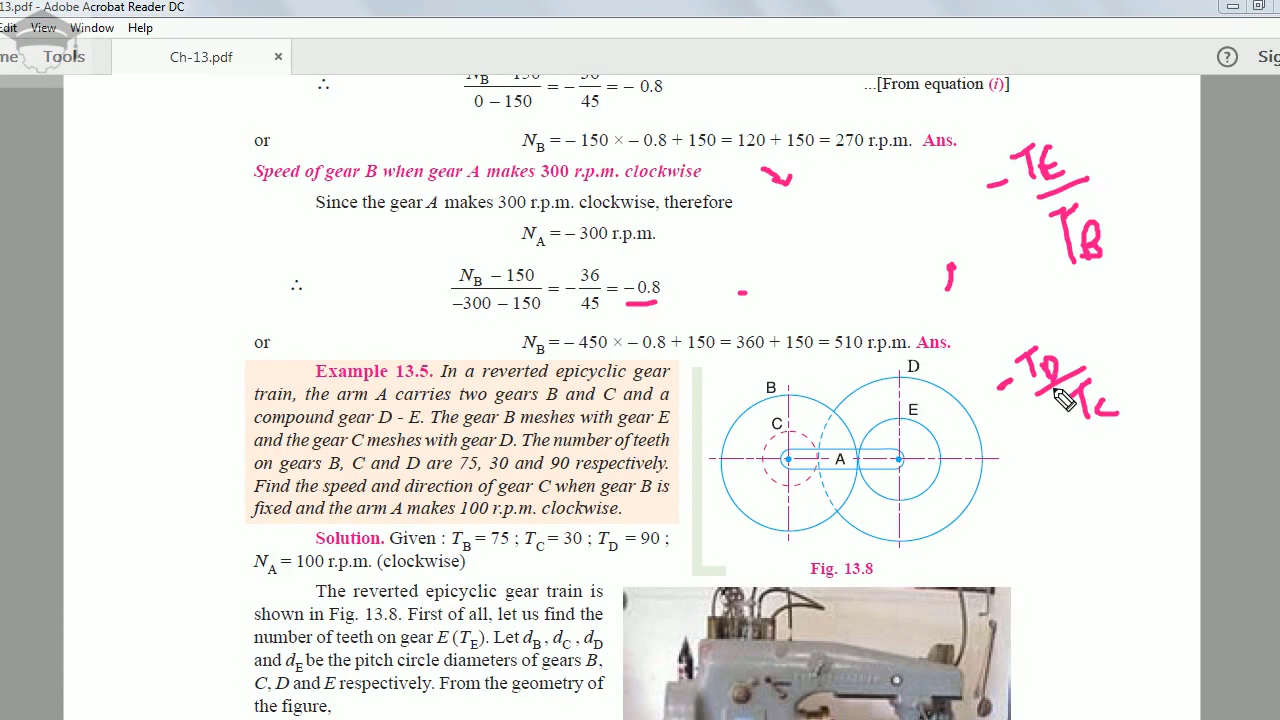 13.pdf - Adobe Acrobat Reader DC
Edit View Window Help
me Tools Ch-13.pdf × ? Sig
∴ N_B − 150 / 0 − 150 = − 36 / 45 = − 0.8 ...[From equation (i)]
or N_B = − 150 × − 0.8 + 150 = 120 + 150 = 270 r.p.m. Ans.
Speed of gear B when gear A makes 300 r.p.m. clockwise
Since the gear A makes 300 r.p.m. clockwise, therefore
N_A = − 300 r.p.m.
∴ N_B − 150 / −300 − 150 = − 36 / 45 = −0.8
or N_B = − 450 × − 0.8 + 150 = 360 + 150 = 510 r.p.m. Ans.
− TE / TB
− TD / TC
Example 13.5. In a reverted epicyclic gear
train, the arm A carries two gears B and C and a
compound gear D - E. The gear B meshes with gear E
and the gear C meshes with gear D. The number of teeth
on gears B, C and D are 75, 30 and 90 respectively.
Find the speed and direction of gear C when gear B is
fixed and the arm A makes 100 r.p.m. clockwise.
Solution. Given : T_B = 75 ; T_C = 30 ; T_D = 90 ;
N_A = 100 r.p.m. (clockwise)
The reverted epicyclic gear train is
shown in Fig. 13.8. First of all, let us find the
number of teeth on gear E (T_E). Let d_B , d_C , d_D
and d_E be the pitch circle diameters of gears B,
C, D and E respectively. From the geometry of
the figure,
D
B
E
C
A
Fig. 13.8